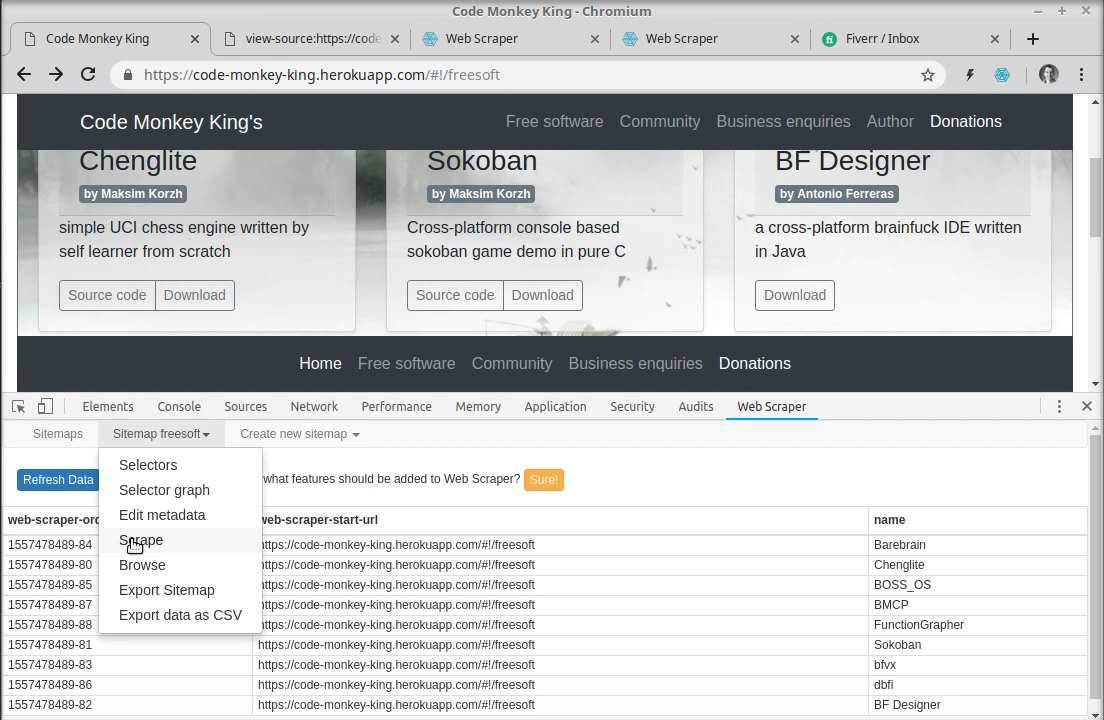 Code Monkey King - Chromium
Code Monkey King
view-source:https://code
Web Scraper
Web Scraper
fi Fiverr / Inbox
https://code-monkey-king.herokuapp.com/#!/freesoft
Code Monkey King's
Free software Community Business enquiries Author Donations
Chenglite
by Maksim Korzh
simple UCI chess engine written by
self learner from scratch
Source code Download
Sokoban
by Maksim Korzh
Cross-platform console based
sokoban game demo in pure C
Source code Download
BF Designer
by Antonio Ferreras
a cross-platform brainfuck IDE written
in Java
Download
Home Free software Community Business enquiries Donations
Elements Console Sources Network Performance Memory Application Security Audits Web Scraper
Sitemaps Sitemap freesoft Create new sitemap
Selectors
Selector graph
Edit metadata
Scrape
Browse
Export Sitemap
Export data as CSV
Refresh Data what features should be added to Web Scraper? Sure!
web-scraper-start-url name
1557478489-84 https://code-monkey-king.herokuapp.com/#!/freesoft Barebrain
1557478489-80 https://code-monkey-king.herokuapp.com/#!/freesoft Chenglite
1557478489-85 https://code-monkey-king.herokuapp.com/#!/freesoft BOSS_OS
1557478489-87 https://code-monkey-king.herokuapp.com/#!/freesoft BMCP
1557478489-88 https://code-monkey-king.herokuapp.com/#!/freesoft FunctionGrapher
1557478489-81 https://code-monkey-king.herokuapp.com/#!/freesoft Sokoban
1557478489-83 https://code-monkey-king.herokuapp.com/#!/freesoft bfvx
1557478489-86 https://code-monkey-king.herokuapp.com/#!/freesoft dbfi
1557478489-82 https://code-monkey-king.herokuapp.com/#!/freesoft BF Designer